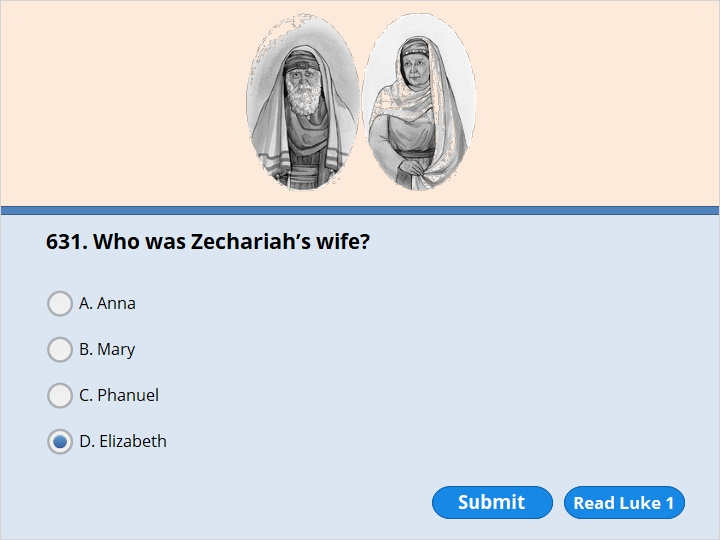 631. Who was Zechariah’s wife?
A. Anna
B. Mary
C. Phanuel
D. Elizabeth
Submit
Read Luke 1